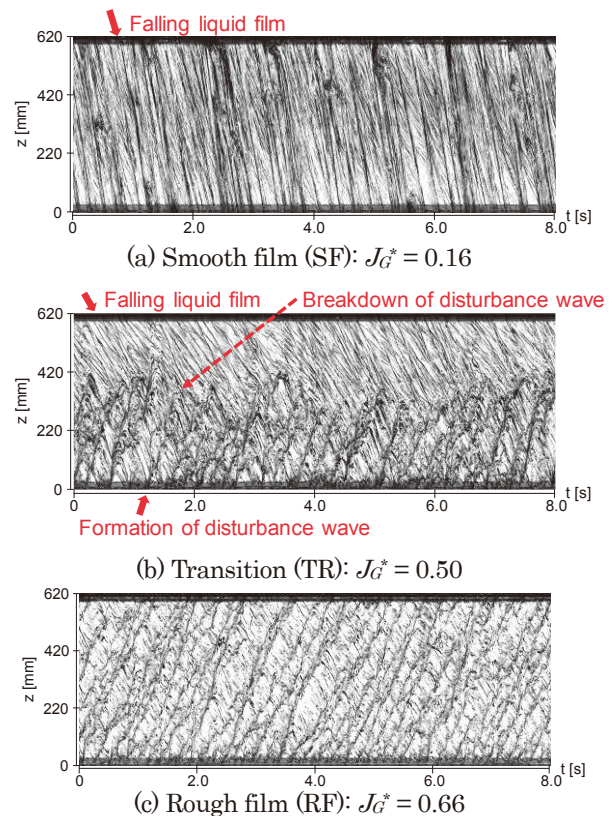 Falling liquid film
620
420
220
0
z [mm]
0 2.0 4.0 6.0 8.0
t [s]
(a) Smooth film (SF): J_G^* = 0.16
Falling liquid film
Breakdown of disturbance wave
620
420
220
0
z [mm]
0 2.0 4.0 6.0 8.0
t [s]
Formation of disturbance wave
(b) Transition (TR): J_G^* = 0.50
620
420
220
0
z [mm]
0 2.0 4.0 6.0 8.0
t [s]
(c) Rough film (RF): J_G^* = 0.66